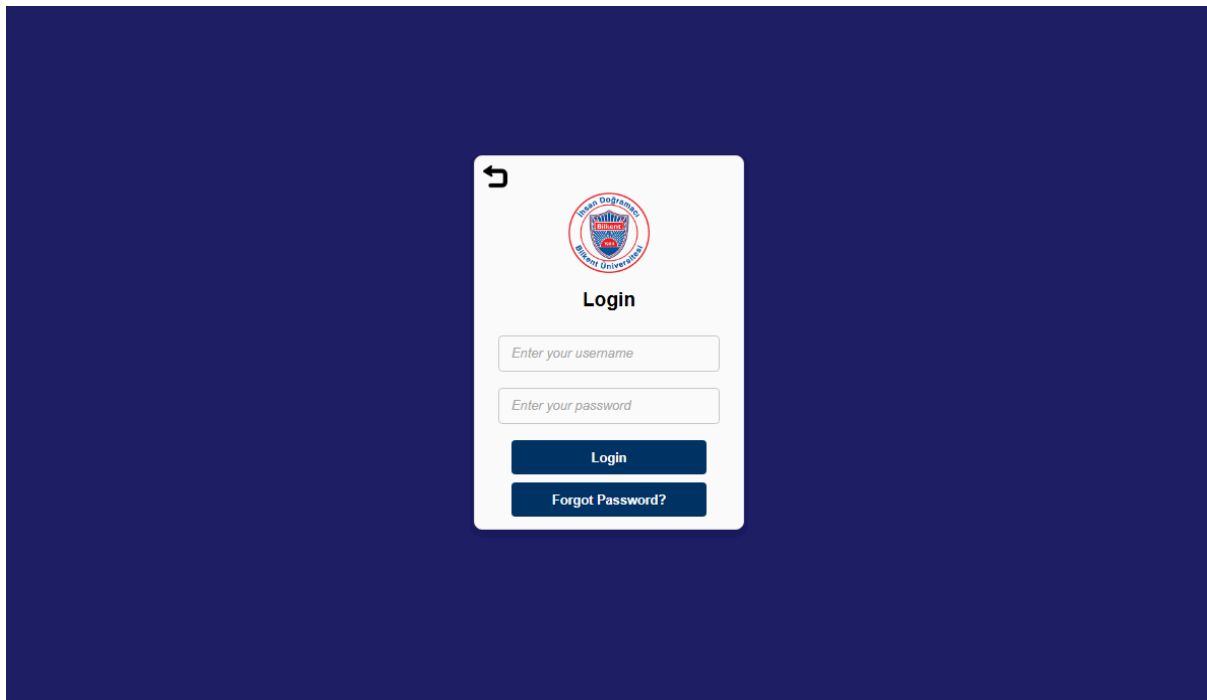 İhsan Doğramacı
Bilkent
Bilkent Üniversitesi
Login
Enter your username
Enter your password
Login
Forgot Password?